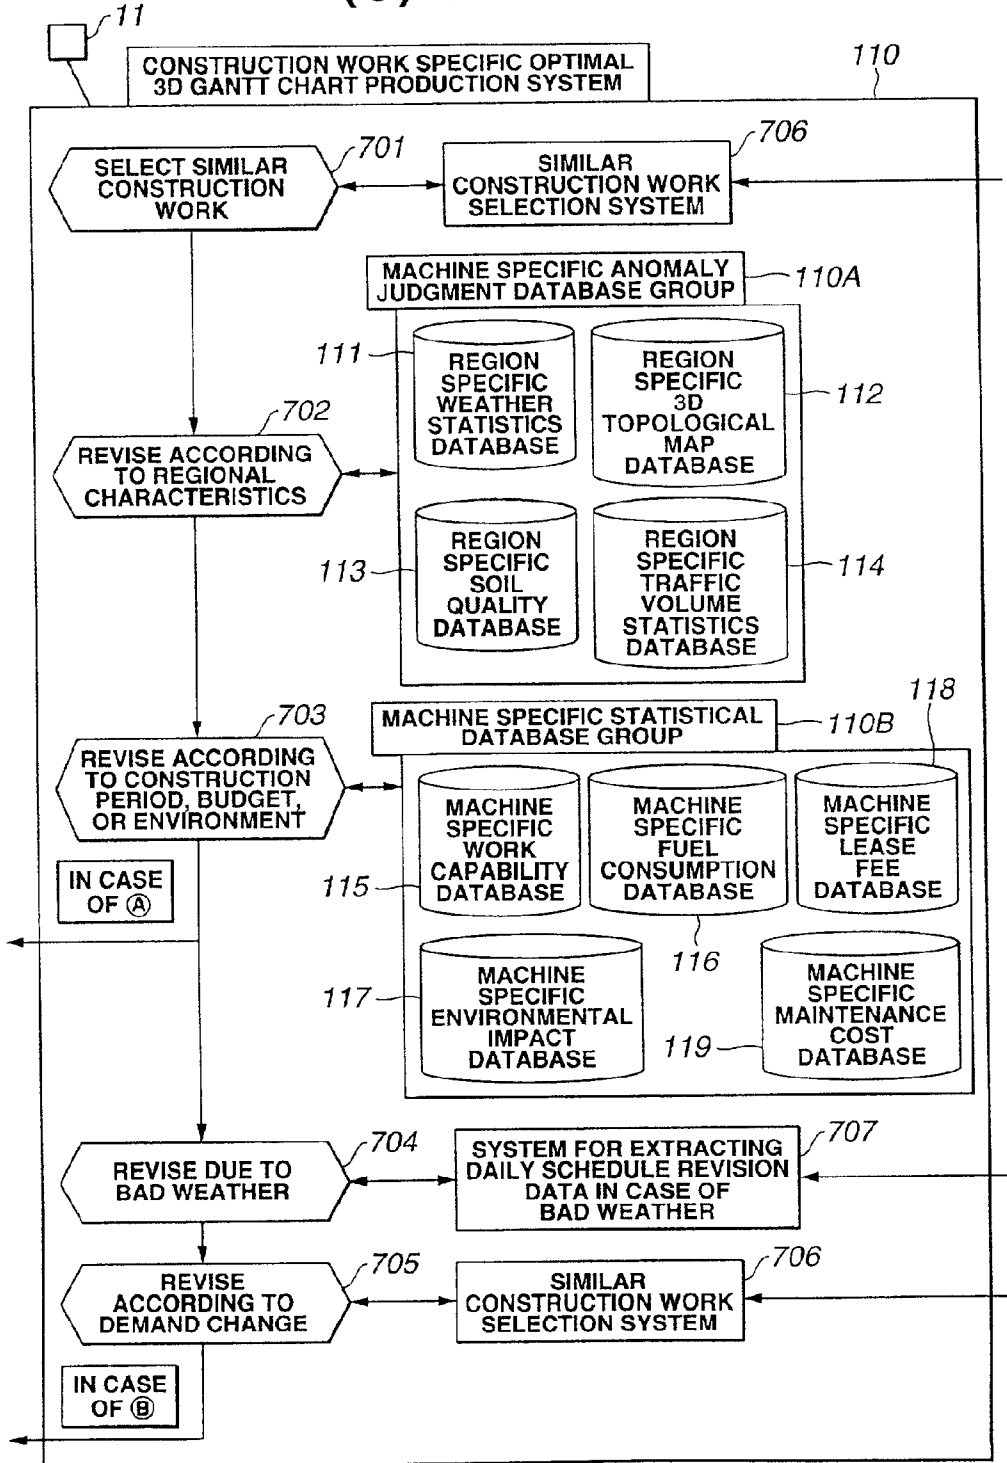 11
CONSTRUCTION WORK SPECIFIC OPTIMAL
3D GANTT CHART PRODUCTION SYSTEM
110
SELECT SIMILAR
CONSTRUCTION
WORK
701
SIMILAR
CONSTRUCTION WORK
SELECTION SYSTEM
706
MACHINE SPECIFIC ANOMALY
JUDGMENT DATABASE GROUP
110A
111
REGION
SPECIFIC
WEATHER
STATISTICS
DATABASE
REGION
SPECIFIC
3D
TOPOLOGICAL
MAP
DATABASE
112
702
REVISE ACCORDING
TO REGIONAL
CHARACTERISTICS
113
REGION
SPECIFIC
SOIL
QUALITY
DATABASE
REGION
SPECIFIC
TRAFFIC
VOLUME
STATISTICS
DATABASE
114
703
REVISE ACCORDING
TO CONSTRUCTION
PERIOD, BUDGET,
OR ENVIRONMENT
MACHINE SPECIFIC STATISTICAL
DATABASE GROUP
110B
118
MACHINE
SPECIFIC
WORK
CAPABILITY
DATABASE
115
MACHINE
SPECIFIC
FUEL
CONSUMPTION
DATABASE
116
MACHINE
SPECIFIC
LEASE
FEE
DATABASE
IN CASE
OF Ⓐ
117
MACHINE
SPECIFIC
ENVIRONMENTAL
IMPACT
DATABASE
119
MACHINE
SPECIFIC
MAINTENANCE
COST
DATABASE
REVISE DUE TO
BAD WEATHER
704
SYSTEM FOR EXTRACTING
DAILY SCHEDULE REVISION
DATA IN CASE OF
BAD WEATHER
707
REVISE
ACCORDING TO
DEMAND CHANGE
705
SIMILAR
CONSTRUCTION WORK
SELECTION SYSTEM
706
IN CASE
OF Ⓑ